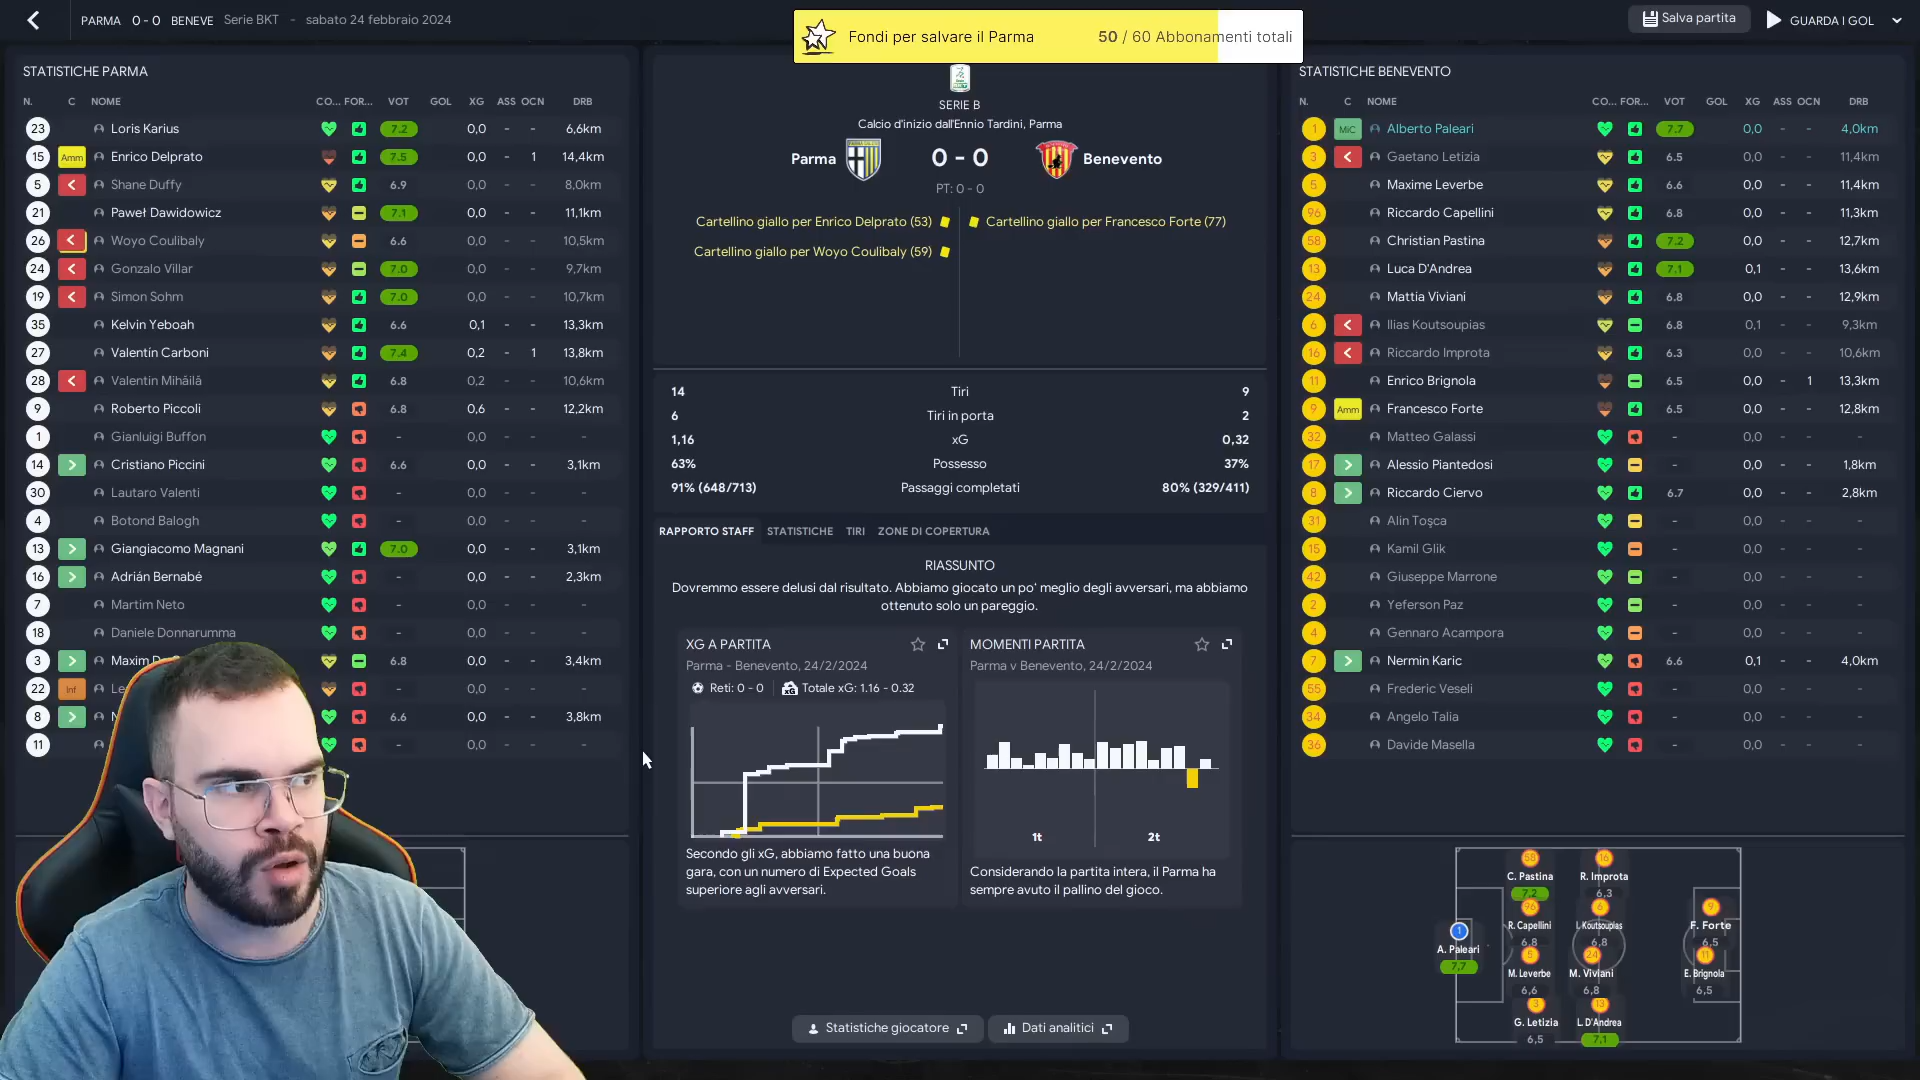 PARMA 0 - 0 BENEVE Serie BKT - sabato 24 febbraio 2024
Fondi per salvare il Parma 50 / 60 Abbonamenti totali
Salva partita GUARDA I GOL
STATISTICHE PARMA
N. C NOME CO... FOR... VOT GOL XG ASS OCN DRB
23 Loris Karius 7.2 0,0 - - 6,6km
15 Amm Enrico Delprato 7.5 0,0 - 1 14,4km
5 Shane Duffy 6.9 0,0 - - 8,0km
21 Paweł Dawidowicz 7.1 0,0 - - 11,1km
26 Woyo Coulibaly 6.6 0,0 - - 10,5km
24 Gonzalo Villar 7.0 0,0 - - 9,7km
19 Simon Sohm 7.0 0,0 - - 10,7km
35 Kelvin Yeboah 6.6 0,1 - - 13,3km
27 Valentín Carboni 7.4 0,2 - 1 13,8km
28 Valentin Mihăilă 6.8 0,2 - - 10,6km
9 Roberto Piccoli 6.8 0,6 - - 12,2km
1 Gianluigi Buffon - 0,0 - - -
14 Cristiano Piccini 6.6 0,0 - - 3,1km
30 Lautaro Valenti - 0,0 - - -
4 Botond Balogh - 0,0 - - -
13 Giangiacomo Magnani 7.0 0,0 - - 3,1km
16 Adrián Bernabé - 0,0 - - 2,3km
7 Martim Neto - 0,0 - - -
18 Daniele Donnarumma - 0,0 - - -
3 Maxim 6.8 0,0 - - 3,4km
22 Inf - 0,0 - - -
8 6.6 0,0 - - 3,8km
11 - 0,0 - - -
SERIE B
Calcio d'inizio dall'Ennio Tardini, Parma
Parma 0 - 0 Benevento
PT: 0 - 0
Cartellino giallo per Enrico Delprato (53)
Cartellino giallo per Francesco Forte (77)
Cartellino giallo per Woyo Coulibaly (59)
14 Tiri 9
6 Tiri in porta 2
1,16 xG 0,32
63% Possesso 37%
91% (648/713) Passaggi completati 80% (329/411)
RAPPORTO STAFF STATISTICHE TIRI ZONE DI COPERTURA
RIASSUNTO
Dovremmo essere delusi dal risultato. Abbiamo giocato un po' meglio degli avversari, ma abbiamo
ottenuto solo un pareggio.
XG A PARTITA
Parma - Benevento, 24/2/2024
Reti: 0 - 0 xG Totale xG: 1.16 - 0.32
Secondo gli xG, abbiamo fatto una buona
gara, con un numero di Expected Goals
superiore agli avversari.
MOMENTI PARTITA
Parma v Benevento, 24/2/2024
1t 2t
Considerando la partita intera, il Parma ha
sempre avuto il pallino del gioco.
Statistiche giocatore Dati analitici
STATISTICHE BENEVENTO
N. C NOME CO... FOR... VOT GOL XG ASS OCN DRB
1 MiC Alberto Paleari 7.7 0,0 - - 4,0km
3 Gaetano Letizia 6.5 0,0 - - 11,4km
5 Maxime Leverbe 6.6 0,0 - - 11,4km
96 Riccardo Capellini 6.8 0,0 - - 11,3km
58 Christian Pastina 7.2 0,0 - - 12,7km
13 Luca D'Andrea 7.1 0,1 - - 13,6km
24 Mattia Viviani 6.8 0,0 - - 12,9km
6 Ilias Koutsoupias 6.8 0,1 - - 9,3km
16 Riccardo Improta 6.3 0,0 - - 10,6km
11 Enrico Brignola 6.5 0,0 - 1 13,3km
9 Amm Francesco Forte 6.5 0,0 - - 12,8km
32 Matteo Galassi - 0,0 - - -
17 Alessio Piantedosi - 0,0 - - 1,8km
8 Riccardo Ciervo 6.7 0,0 - - 2,8km
31 Alin Toşca - 0,0 - - -
15 Kamil Glik - 0,0 - - -
42 Giuseppe Marrone - 0,0 - - -
2 Yeferson Paz - 0,0 - - -
4 Gennaro Acampora - 0,0 - - -
7 Nermin Karic 6.6 0,1 - - 4,0km
55 Frederic Veseli - 0,0 - - -
34 Angelo Talia - 0,0 - - -
36 Davide Masella - 0,0 - - -
58 C. Pastina 7,2
16 R. Improta 6,3
96 R. Capellini 6,8
6 I. Koutsoupias 6,8
9 F. Forte 6,5
1 A. Paleari 7,7
5 M. Leverbe 6,6
24 M. Viviani 6,8
11 E. Brignola 6,5
3 G. Letizia 6,5
13 L. D'Andrea 7,1